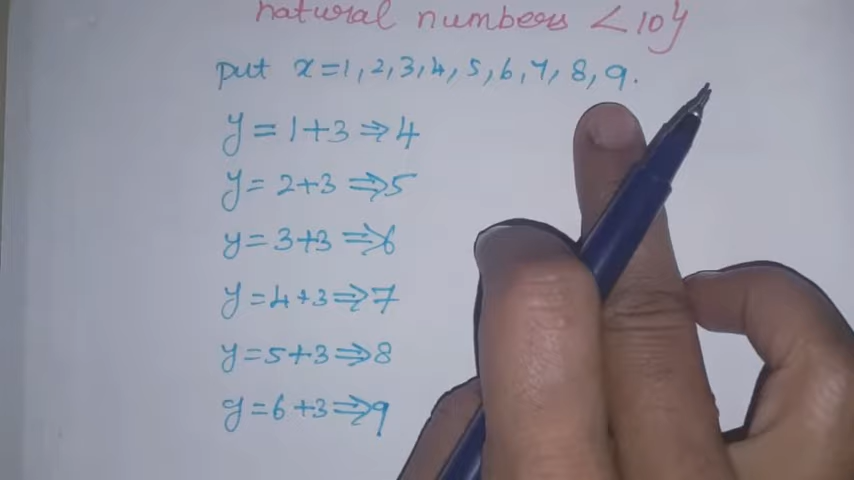 natural numbers <10}
put x=1,2,3,4,5,6,7,8,9.
y=1+3⇒4
y=2+3⇒5
y=3+3⇒6
y=4+3⇒7
y=5+3⇒8
y=6+3⇒9